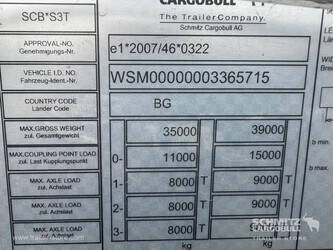 CARGOBULL
SCB*S3T
The TrailerCompany.
Schmitz Cargobull AG
APPROVAL-NO.
Genehmigungs-Nr.
e1*2007/46*0322
VEHICLE I.D. NO.
Fahrzeug-Ident.-Nr.
WSM00000003365715
COUNTRY CODE
Länder Code
BG
MAX.GROSS WEIGHT
zul. Gesamtgewicht
35000
39000
MAX.COUPLING POINT LOAD
zul. Last Kupplungspunkt
0-
11000
15000
MAX. AXLE LOAD
zul. Achslast
1-
8000
T
9000
T
MAX. AXLE LOAD
zul. Achslast
2-
8000
9000
MAX. AXLE LOAD
zul. Achslast
3-
8000
T
kg
kg
b min
SCHMITZ
CARGOBULL